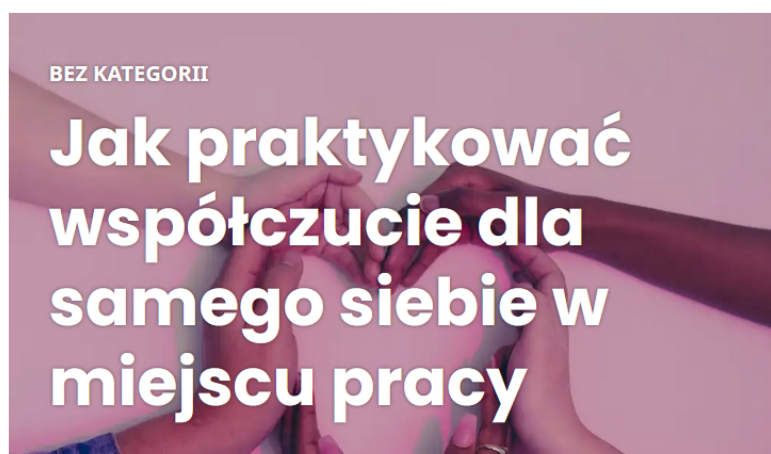 BEZ KATEGORII
Jak praktykować
współczucie dla
samego siebie w
miejscu pracy